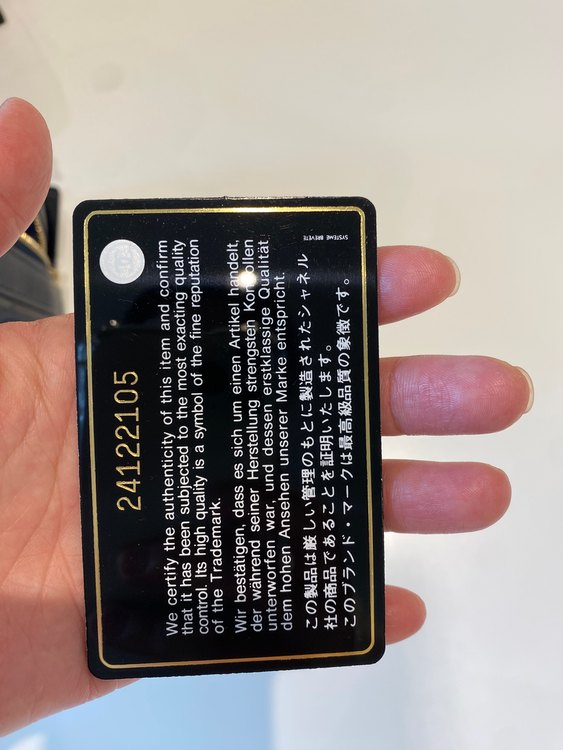 24122105
We certify the authenticity of this item and confirm
that it has been subjected to the most exacting quality
control. Its high quality is a symbol of the fine reputation
of the Trademark.
Wir bestätigen, dass es sich um einen Artikel handelt,
der während seiner Herstellung strengsten Kontrollen
unterworfen war, und dessen erstklassige Qualität
dem hohen Ansehen unserer Marke entspricht.
この製品は厳しい管理のもとに製造されたシャネル
社の商品であることを証明いたします。
このブランド・マークは最高級品質の象徴です。
SYSTEME BREVETE